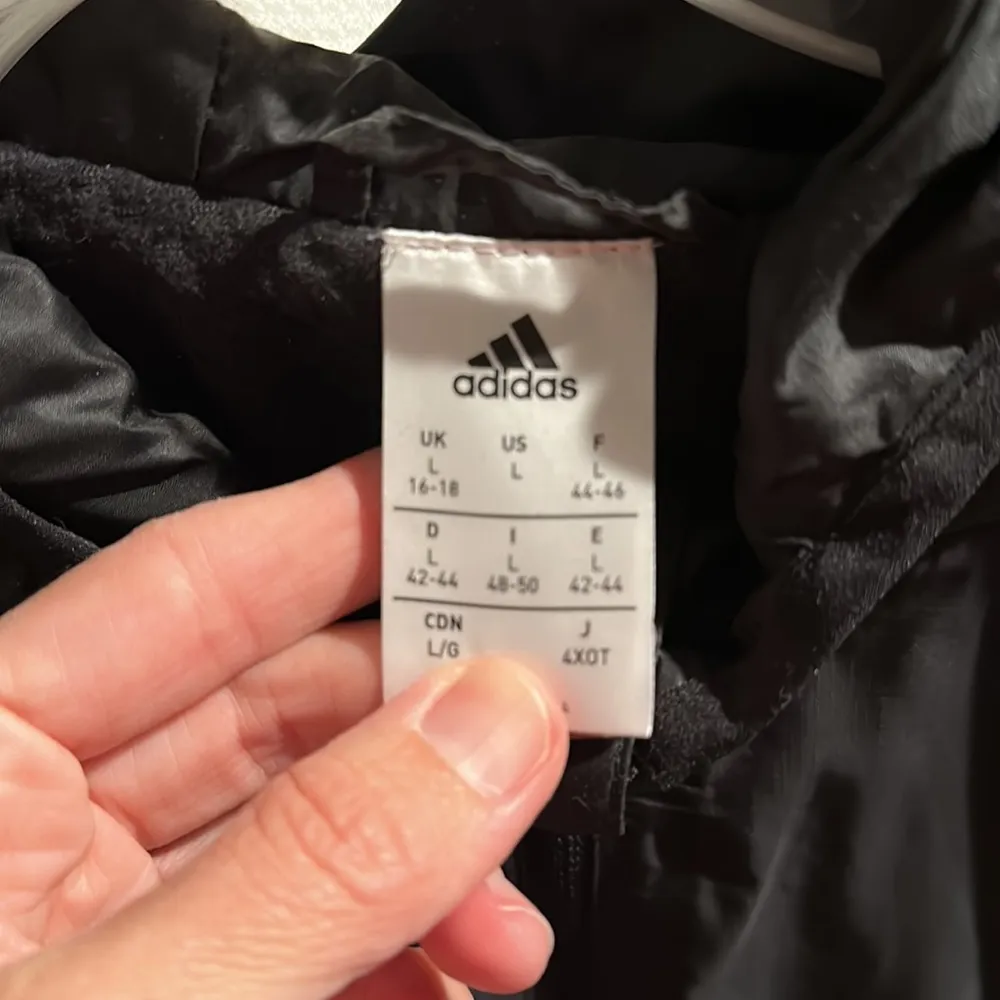 adidas
UK US F
L L L
16-18 44-46
D I E
L L L
42-44 48-50 42-44
CDN J
L/G 4XOT